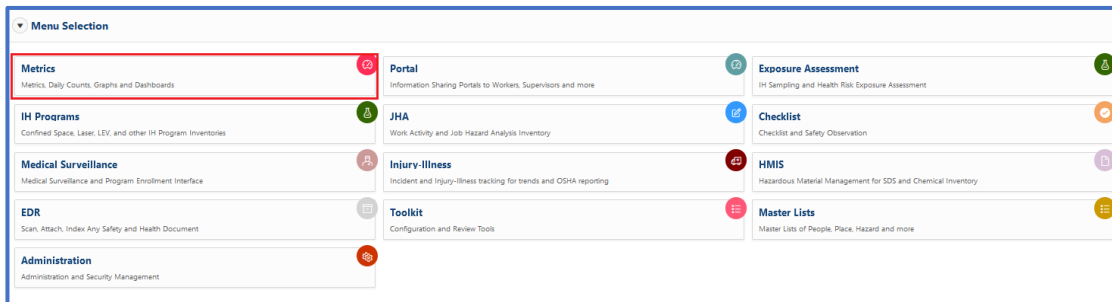 Menu Selection
Metrics
Metrics, Daily Counts, Graphs and Dashboards
Portal
Information Sharing Portals to Workers, Supervisors and more
Exposure Assessment
IH Sampling and Health Risk Exposure Assessment
IH Programs
Confined Space, Laser, LEV, and other IH Program Inventories
JHA
Work Activity and Job Hazard Analysis Inventory
Checklist
Checklist and Safety Observation
Medical Surveillance
Medical Surveillance and Program Enrollment Interface
Injury-Illness
Incident and Injury-Illness tracking for trends and OSHA reporting
HMIS
Hazardous Material Management for SDS and Chemical Inventory
EDR
Scan, Attach, Index Any Safety and Health Document
Toolkit
Configuration and Review Tools
Master Lists
Master Lists of People, Place, Hazard and more
Administration
Administration and Security Management